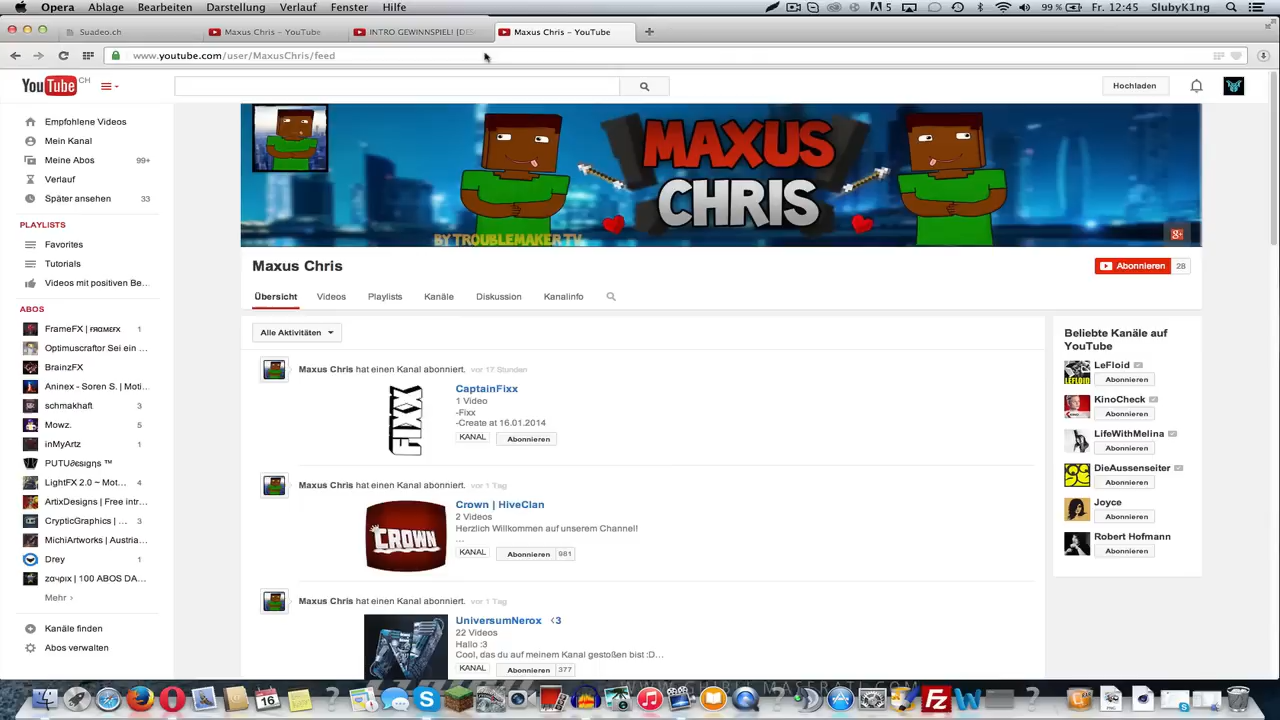 Opera Ablage Bearbeiten Darstellung Verlauf Fenster Hilfe 5 99 % Fr. 12:45 SlubyK1ng
Suadeo.ch Maxus Chris – YouTube INTRO GEWINNSPIEL! [DE Maxus Chris – YouTube
www.youtube.com/user/MaxusChris/feed
YouTube CH Hochladen
Empfohlene Videos
Mein Kanal
Meine Abos 99+
Verlauf
Später ansehen 33
PLAYLISTS
Favorites
Tutorials
Videos mit positiven Be...
ABOS
FrameFX | ғʀαмεғx 1
Optimuscraftor Sei ein ...
BrainzFX
Aninex - Soren S. | Moti...
schmakhaft 3
Mowz. 5
inMyArtz 1
PUTU∂єsιgηs ™
LightFX 2.0 ~ Mot... 4
ArtixDesigns | Free intr...
CrypticGraphics | ... 3
MichiArtworks | Austria...
Drey 1
zαყριx | 100 ABOS DA...
Mehr ›
Kanäle finden
Abos verwalten
MAXUS
CHRIS
BY TROUBLEMAKER TV
Maxus Chris
Abonnieren 28
Übersicht Videos Playlists Kanäle Diskussion Kanalinfo
Alle Aktivitäten
Maxus Chris hat einen Kanal abonniert. vor 17 Stunden
CaptainFixx
1 Video
-Fixx
-Create at 16.01.2014
KANAL Abonnieren
Maxus Chris hat einen Kanal abonniert. vor 1 Tag
CROWN
Crown | HiveClan
2 Videos
Herzlich Willkommen auf unserem Channel!
...
KANAL Abonnieren 981
Maxus Chris hat einen Kanal abonniert. vor 1 Tag
UniversumNerox <3
22 Videos
Hallo :3
Cool, das du auf meinem Kanal gestoßen bist :D...
KANAL Abonnieren 377
Beliebte Kanäle auf
YouTube
LeFloid
Abonnieren
KinoCheck
Abonnieren
LifeWithMelina
Abonnieren
DieAussenseiter
Abonnieren
Joyce
Abonnieren
Robert Hofmann
Abonnieren
16